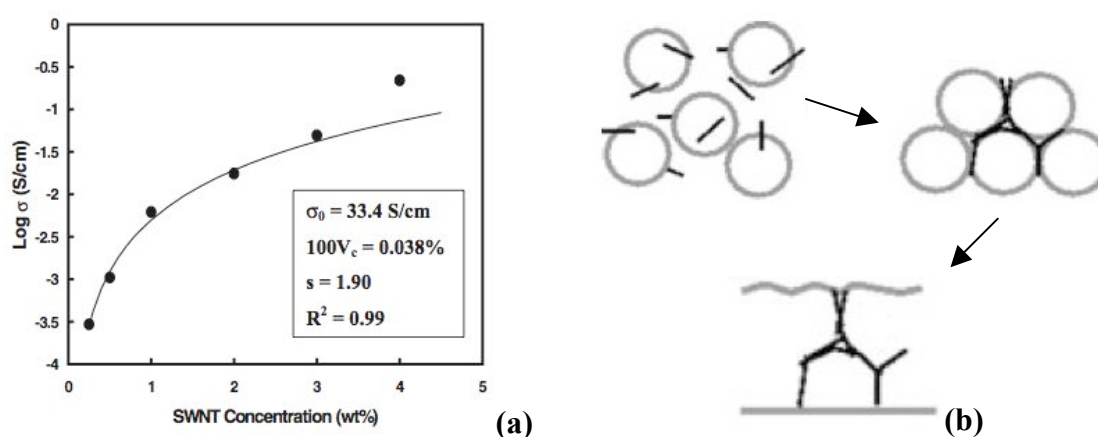 0
-0.5
-1
-1.5
-2
-2.5
-3
-3.5
-4
Log σ (S/cm)
σ₀ = 33.4 S/cm
100V_c = 0.038%
s = 1.90
R² = 0.99
0 1 2 3 4 5
SWNT Concentration (wt%)
(a)
(b)